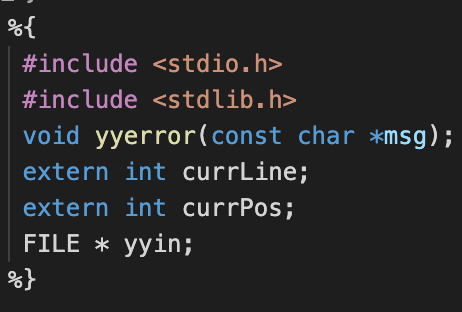 %{
#include <stdio.h>
#include <stdlib.h>
void yyerror(const char *msg);
extern int currLine;
extern int currPos;
FILE * yyin;
%}